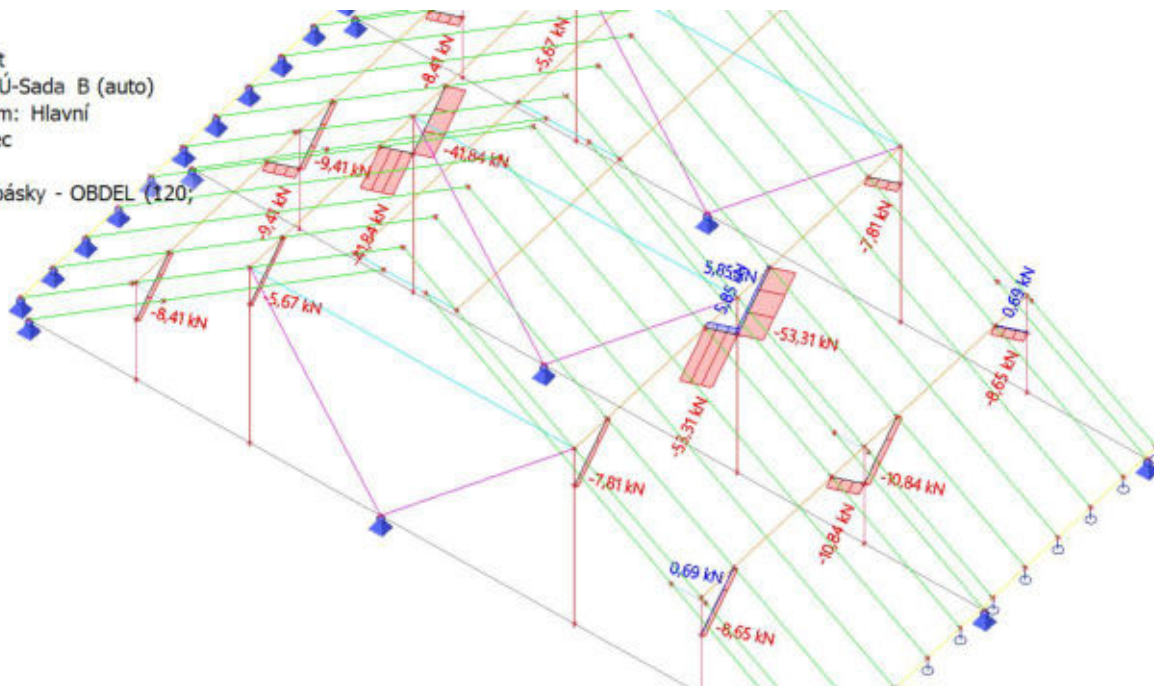 t
Ú-Sada B (auto)
m: Hlavní
ec
pásky - OBDEL (120,
-8,41 kN
-5,67 kN
-9,41 kN
-41,84 kN
-9,41 kN
-41,84 kN
-7,81 kN
-8,41 kN
-5,67 kN
5,85 kN
5,85
0,69 kN
-53,31 kN
-8,65 kN
-53,31 kN
-7,81 kN
-10,84 kN
-10,84 kN
0,69 kN
-8,65 kN